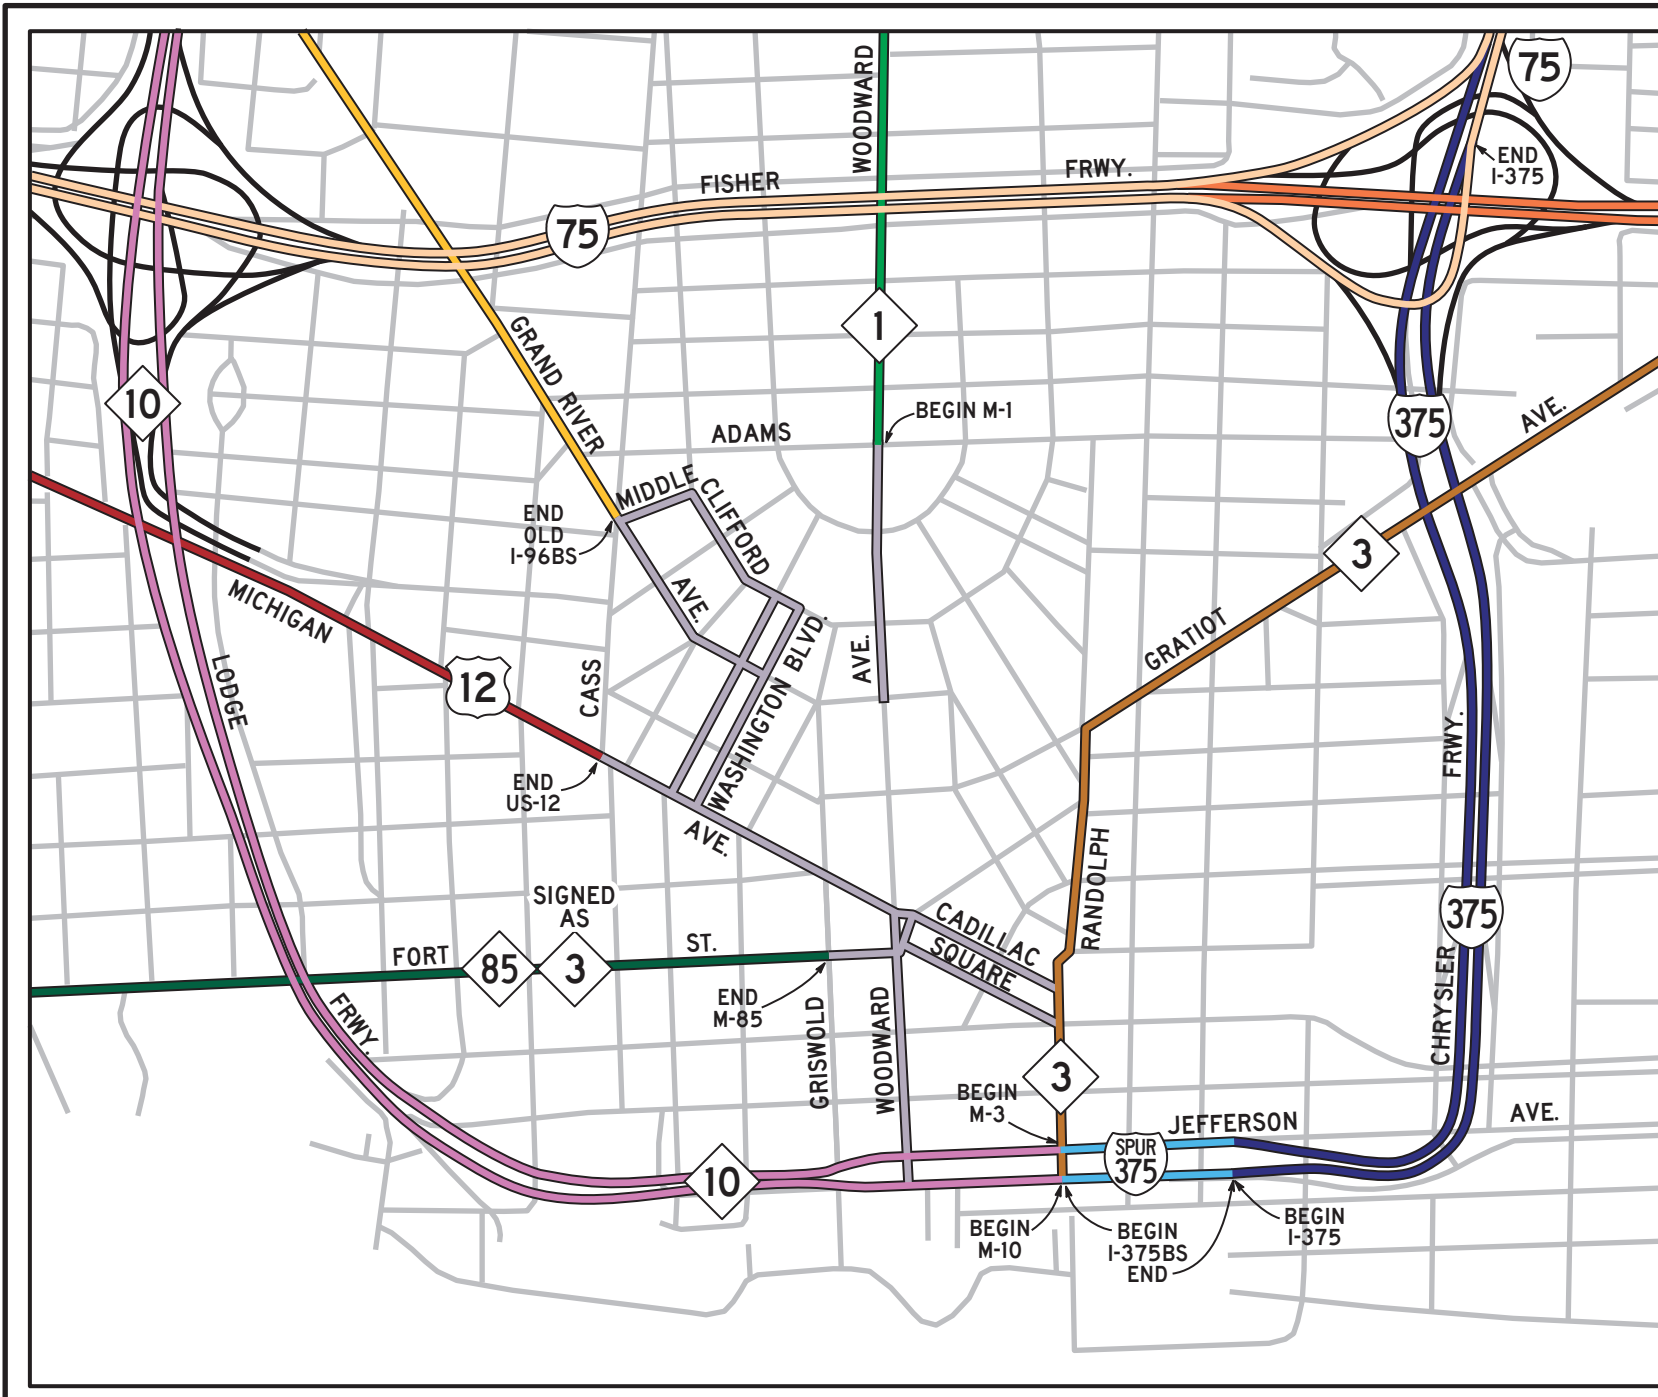 WOODWARD
75
FISHER
FRWY.
END
I-375
75
1
10
GRAND RIVER
BEGIN M-1
ADAMS
375
AVE.
MIDDLE
CLIFFORD
END
OLD
I-96BS
3
AVE.
MICHIGAN
GRATIOT
LODGE
12
CASS
WASHINGTON BLVD.
AVE.
FRWY.
END
US-12
AVE.
RANDOLPH
SIGNED
AS
375
CADILLAC
SQUARE
FORT
85
3
ST.
END
M-85
FRWY.
GRISWOLD
WOODWARD
CHRYSLER
3
BEGIN
M-3
JEFFERSON
AVE.
SPUR
375
10
BEGIN
M-10
BEGIN
I-375BS
END
BEGIN
I-375